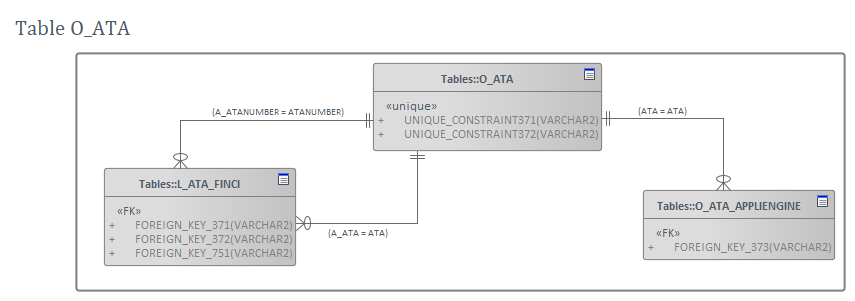 Table O_ATA
Tables::O_ATA
«unique»
+ UNIQUE_CONSTRAINT371(VARCHAR2)
+ UNIQUE_CONSTRAINT372(VARCHAR2)
(A_ATANUMBER = ATANUMBER)
(ATA = ATA)
Tables::L_ATA_FINCI
«FK»
+ FOREIGN_KEY_371(VARCHAR2)
+ FOREIGN_KEY_372(VARCHAR2)
+ FOREIGN_KEY_751(VARCHAR2)
(A_ATA = ATA)
Tables::O_ATA_APPLIENGINE
«FK»
+ FOREIGN_KEY_373(VARCHAR2)